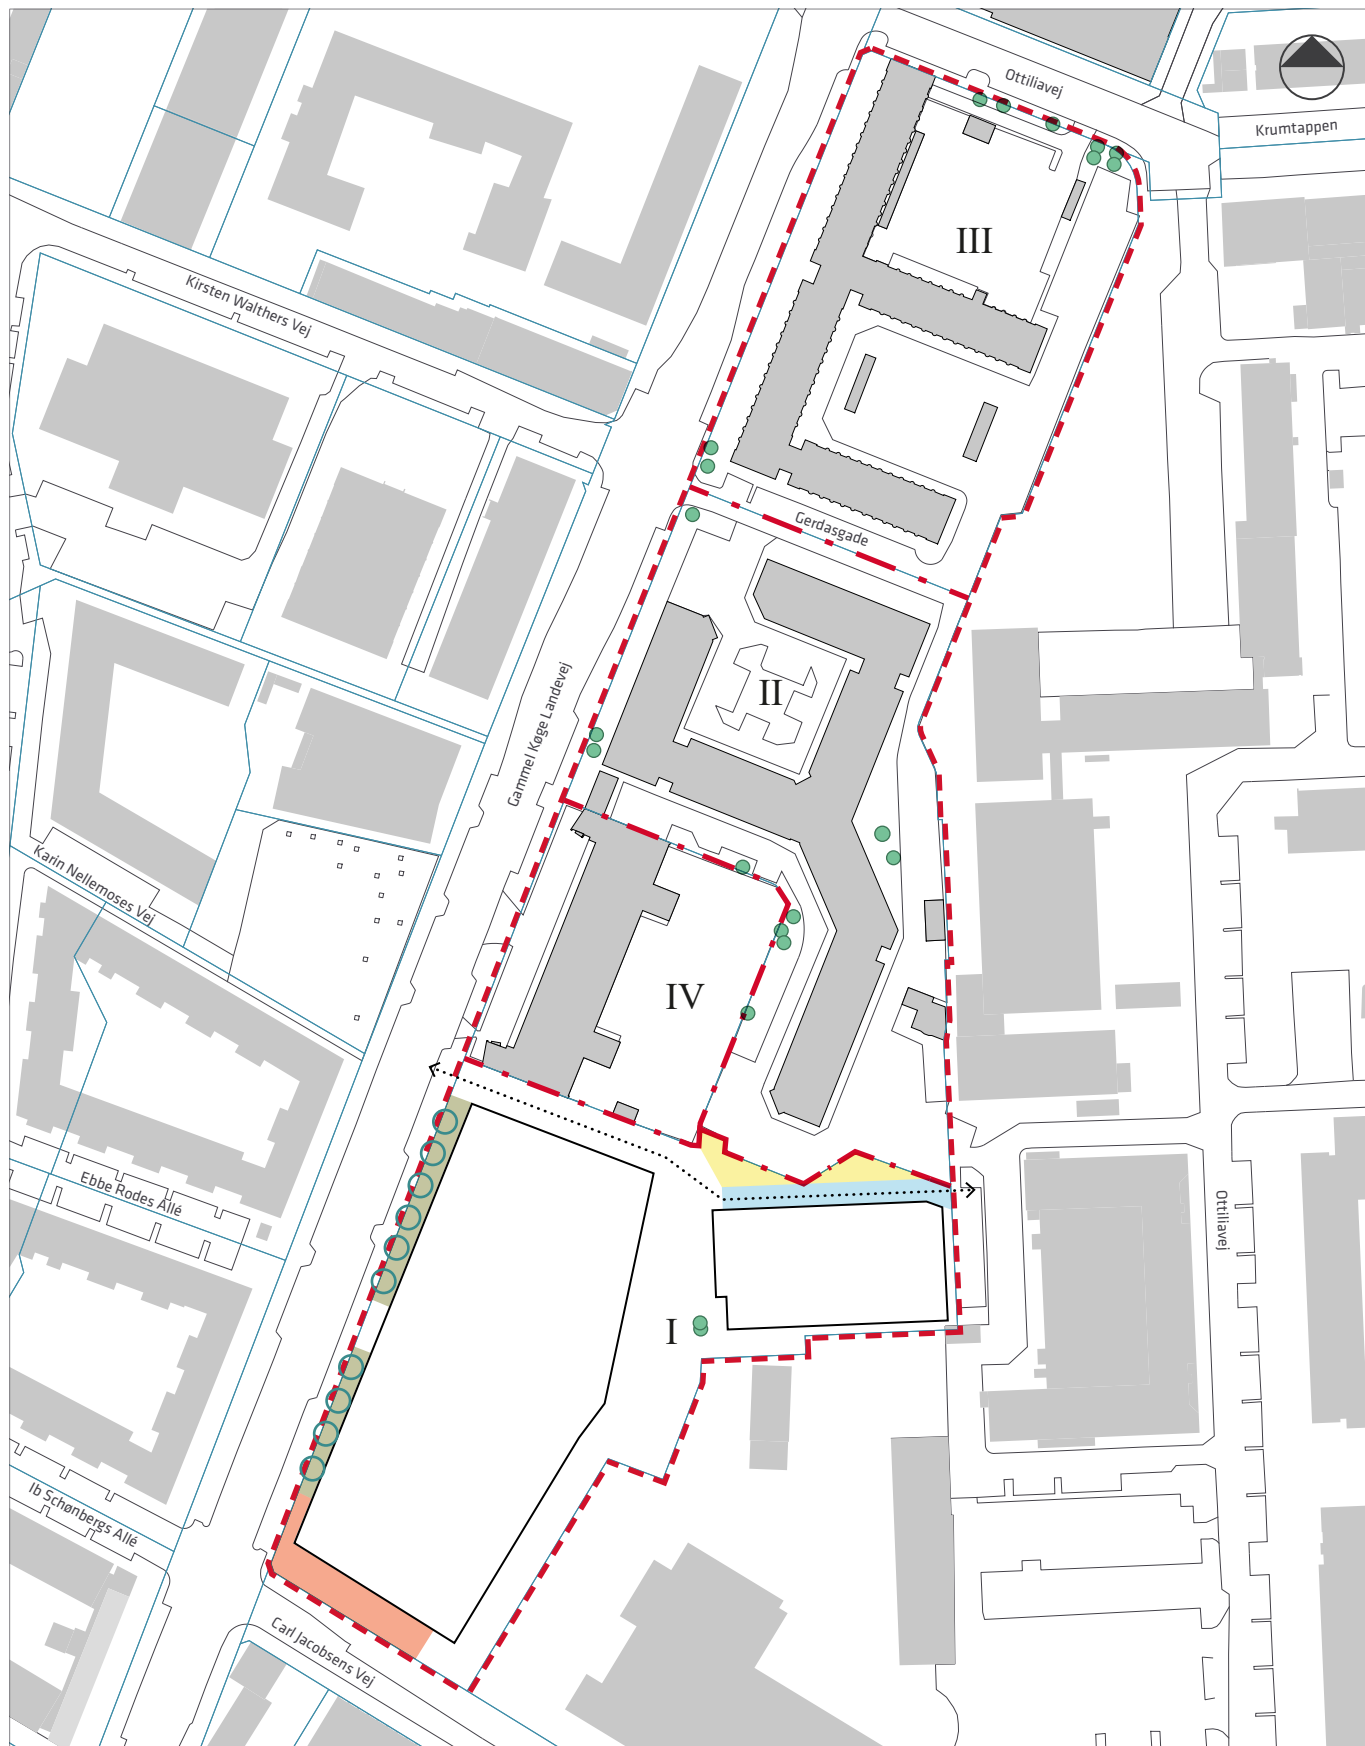 Ottiliavej
Krumtappen
III
Kirsten Walthers Vej
Gerdasgade
II
Gammel Køge Landevej
Karin Nellemoses Vej
IV
Ebbe Rodes Allé
Ottiliavej
I
Ib Schønbergs Allé
Carl Jacobsens Vej